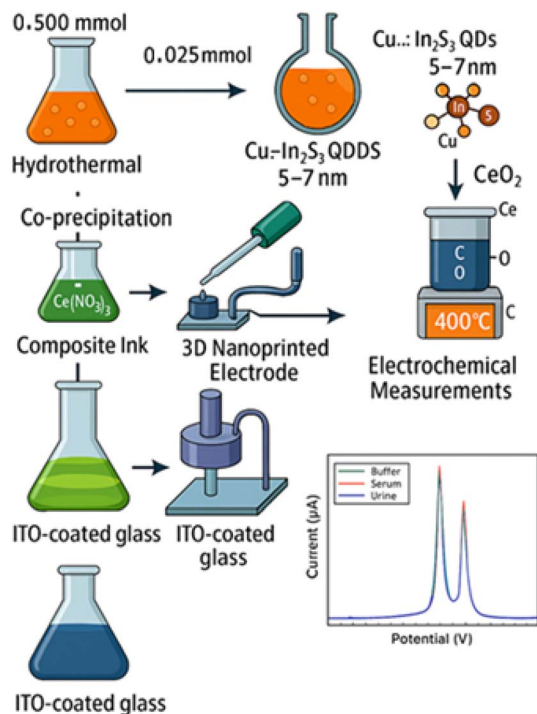 0.500 mmol
0.025mmol
Hydrothermal
Cu:-In₂S₃ QDDS
5–7 nm
Cu..: In₂S₃ QDs
5–7 nm
In
S
Cu
CeO₂
Co-precipitation
Ce(NO₃)₃
Ce
C
O
O
400°C
C
Composite Ink
3D Nanoprinted
Electrode
Electrochemical
Measurements
ITO-coated glass
ITO-coated
glass
Buffer
Serum
Urine
Current (µA)
Potential (V)
ITO-coated glass